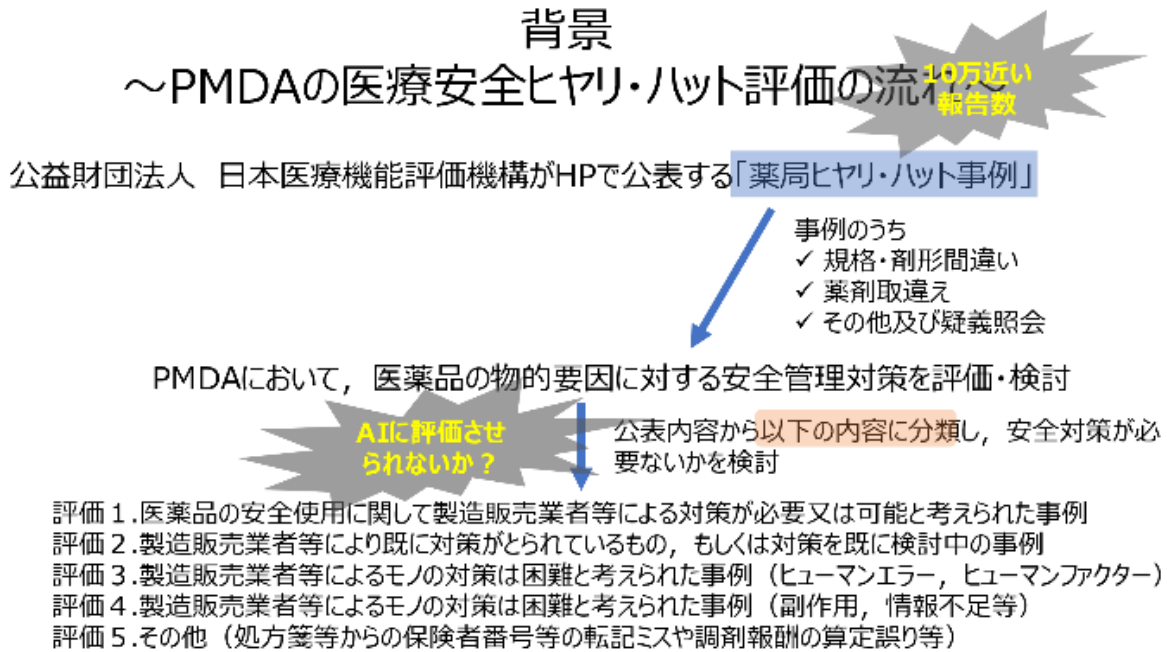 背景
～PMDAの医療安全ヒヤリ・ハット評価の流れ～
10万近い
報告数
公益財団法人　日本医療機能評価機構がHPで公表する「薬局ヒヤリ・ハット事例」
事例のうち
✓ 規格・剤形間違い
✓ 薬剤取違え
✓ その他及び疑義照会
PMDAにおいて，医薬品の物的要因に対する安全管理対策を評価・検討
AIに評価させ
られないか？
公表内容から以下の内容に分類し，安全対策が必
要ないかを検討
評価１.医薬品の安全使用に関して製造販売業者等による対策が必要又は可能と考えられた事例
評価２.製造販売業者等により既に対策がとられているもの，もしくは対策を既に検討中の事例
評価３.製造販売業者等によるモノの対策は困難と考えられた事例（ヒューマンエラー，ヒューマンファクター）
評価４.製造販売業者等によるモノの対策は困難と考えられた事例（副作用，情報不足等）
評価５.その他（処方箋等からの保険者番号等の転記ミスや調剤報酬の算定誤り等）